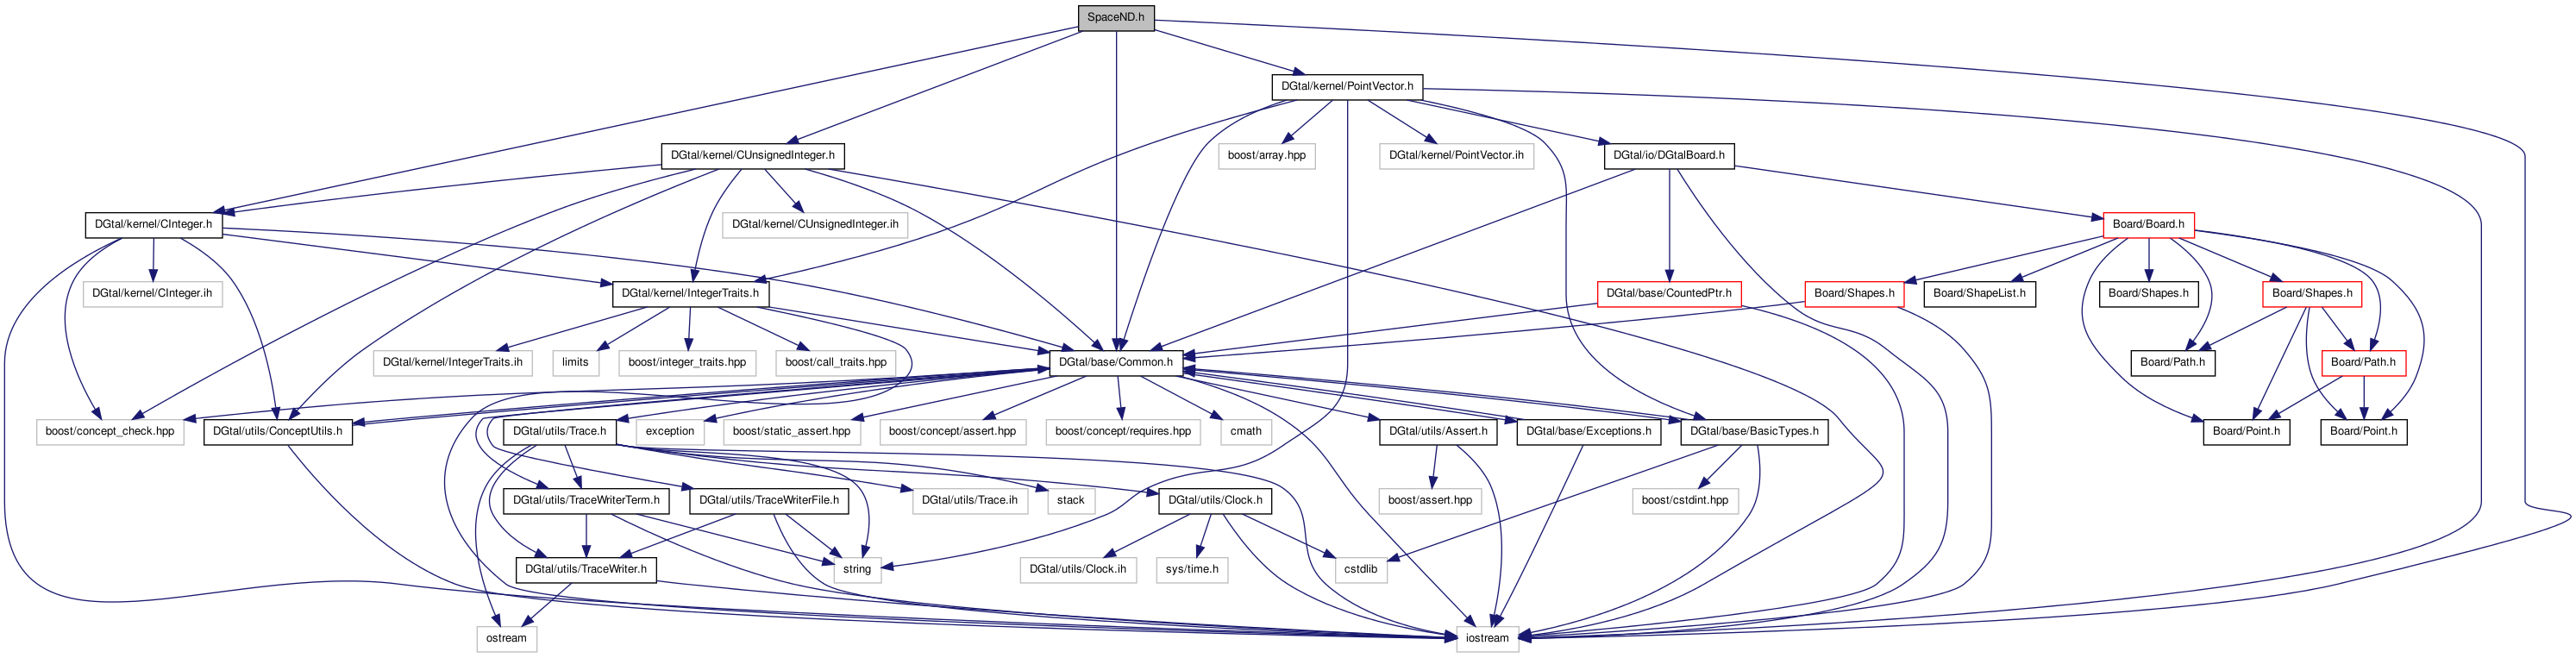 SpaceND.h
DGtal/kernel/PointVector.h
DGtal/kernel/CUnsignedInteger.h
boost/array.hpp
DGtal/kernel/PointVector.ih
DGtal/io/DGtalBoard.h
DGtal/kernel/CInteger.h
DGtal/kernel/CUnsignedInteger.ih
Board/Board.h
DGtal/kernel/CInteger.ih
DGtal/kernel/IntegerTraits.h
DGtal/base/CountedPtr.h
Board/Shapes.h
Board/ShapeList.h
Board/Shapes.h
Board/Shapes.h
DGtal/kernel/IntegerTraits.ih
limits
boost/integer_traits.hpp
boost/call_traits.hpp
DGtal/base/Common.h
Board/Path.h
Board/Path.h
boost/concept_check.hpp
DGtal/utils/ConceptUtils.h
DGtal/utils/Trace.h
exception
boost/static_assert.hpp
boost/concept/assert.hpp
boost/concept/requires.hpp
cmath
DGtal/utils/Assert.h
DGtal/base/Exceptions.h
DGtal/base/BasicTypes.h
Board/Point.h
Board/Point.h
DGtal/utils/TraceWriterTerm.h
DGtal/utils/TraceWriterFile.h
DGtal/utils/Trace.ih
stack
DGtal/utils/Clock.h
boost/assert.hpp
boost/cstdint.hpp
DGtal/utils/TraceWriter.h
string
DGtal/utils/Clock.ih
sys/time.h
cstdlib
ostream
iostream